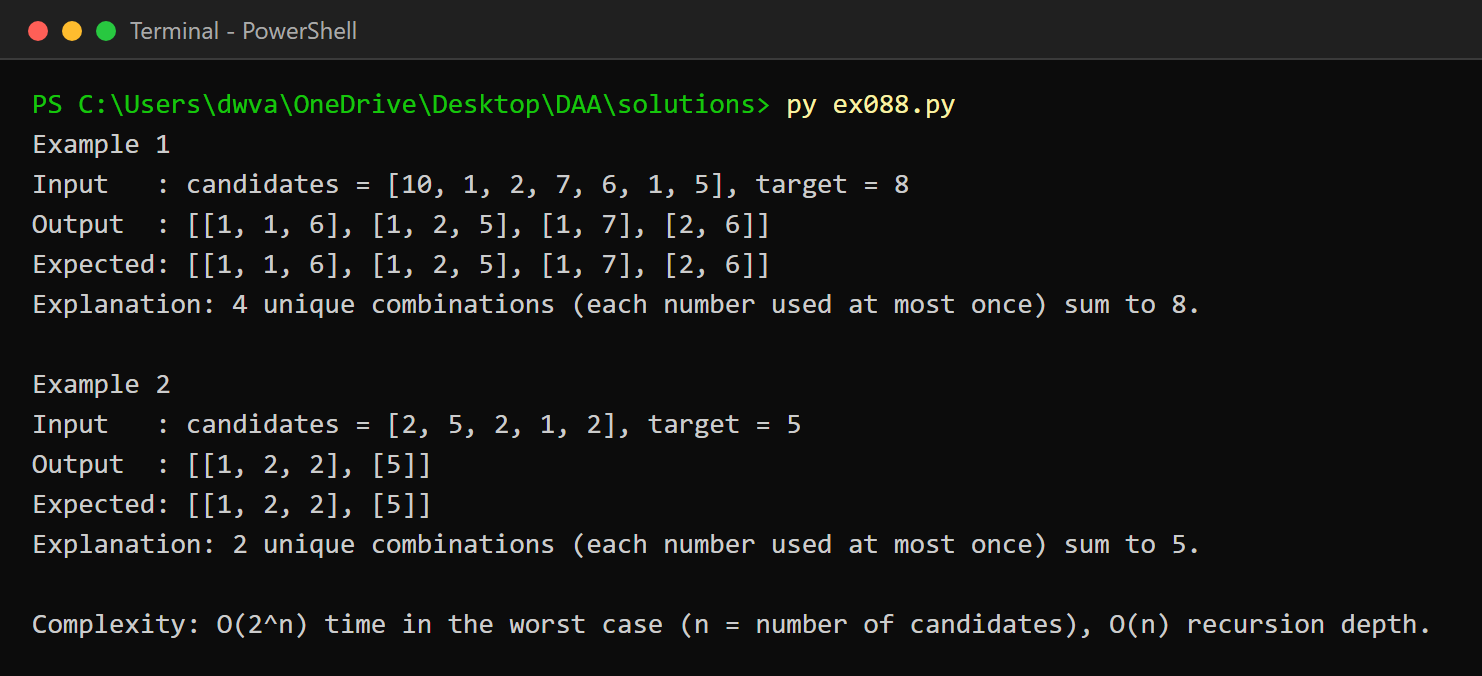 Terminal - PowerShell
PS C:\Users\dwva\OneDrive\Desktop\DAA\solutions> py ex088.py
Example 1
Input   : candidates = [10, 1, 2, 7, 6, 1, 5], target = 8
Output  : [[1, 1, 6], [1, 2, 5], [1, 7], [2, 6]]
Expected: [[1, 1, 6], [1, 2, 5], [1, 7], [2, 6]]
Explanation: 4 unique combinations (each number used at most once) sum to 8.

Example 2
Input   : candidates = [2, 5, 2, 1, 2], target = 5
Output  : [[1, 2, 2], [5]]
Expected: [[1, 2, 2], [5]]
Explanation: 2 unique combinations (each number used at most once) sum to 5.

Complexity: O(2^n) time in the worst case (n = number of candidates), O(n) recursion depth.